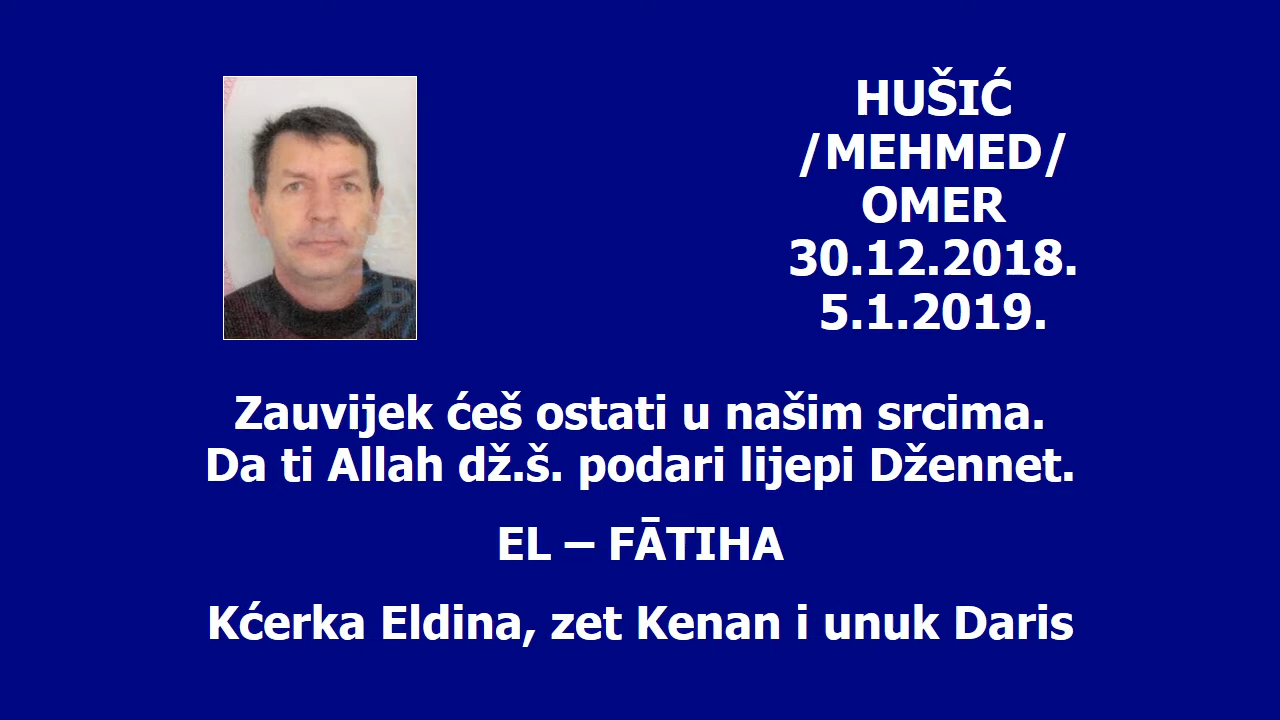 HUŠIĆ
/MEHMED/
OMER
30.12.2018.
5.1.2019.
Zauvijek ćeš ostati u našim srcima.
Da ti Allah dž.š. podari lijepi Džennet.
EL – FĀTIHA
Kćerka Eldina, zet Kenan i unuk Daris